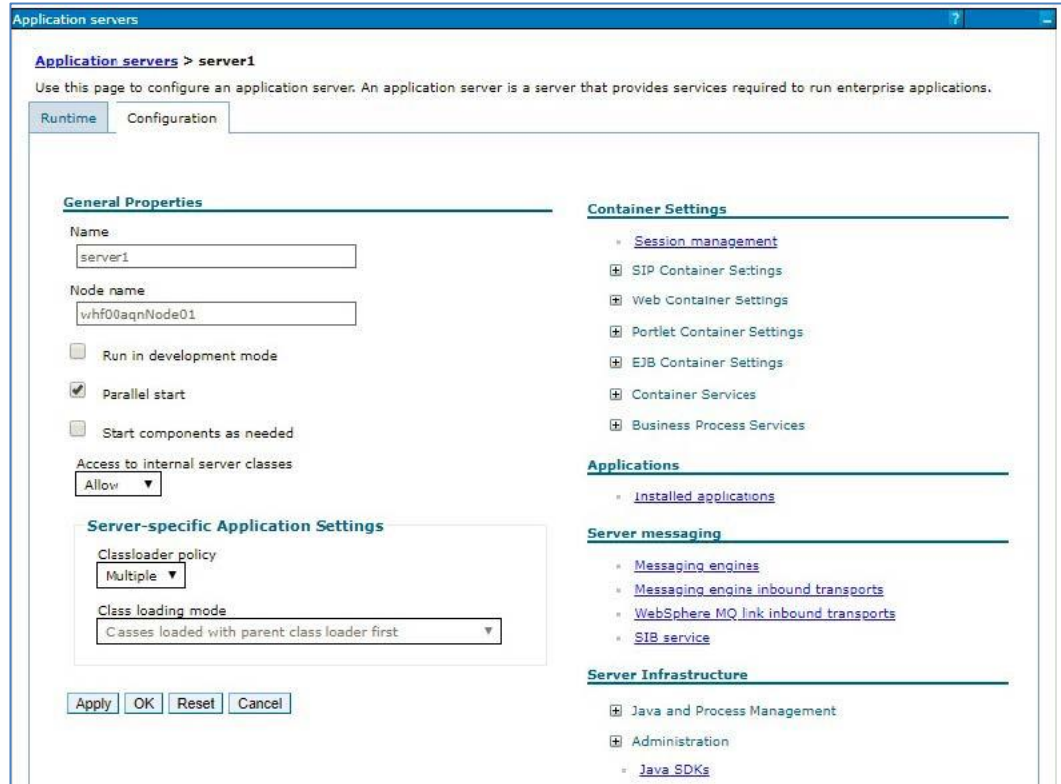 Application servers
?
Application servers > server1
Use this page to configure an application server. An application server is a server that provides services required to run enterprise applications.
Runtime
Configuration
General Properties
Name
server1
Node name
whf00aqnNode01
Run in development mode
Parallel start
Start components as needed
Access to internal server classes
Allow
Server-specific Application Settings
Classloader policy
Multiple
Class loading mode
Classes loaded with parent class loader first
Apply
OK
Reset
Cancel
Container Settings
Session management
SIP Container Settings
Web Container Settings
Portlet Container Settings
EJB Container Settings
Container Services
Business Process Services
Applications
Installed applications
Server messaging
Messaging engines
Messaging engine inbound transports
WebSphere MQ link inbound transports
SIB service
Server Infrastructure
Java and Process Management
Administration
Java SDKs